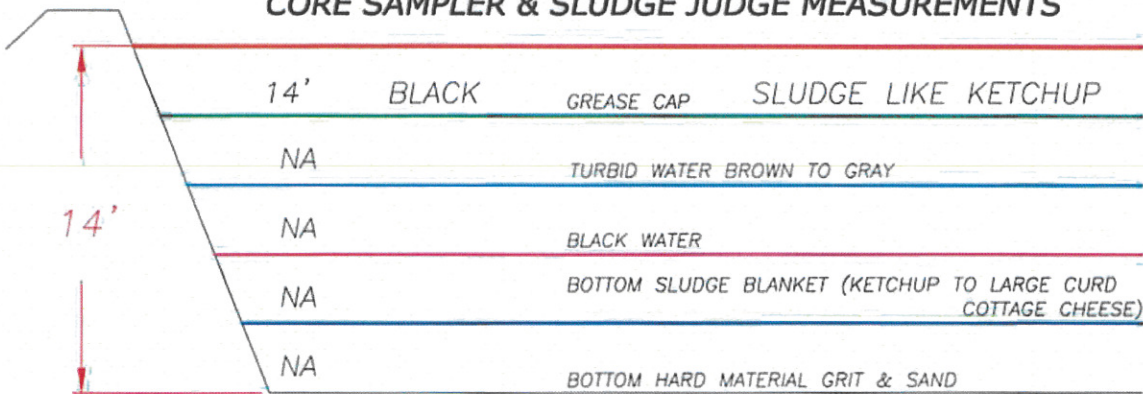 CORE SAMPLER & SLUDGE JUDGE MEASUREMENTS
14' BLACK GREASE CAP SLUDGE LIKE KETCHUP
NA TURBID WATER BROWN TO GRAY
14'
NA BLACK WATER
NA BOTTOM SLUDGE BLANKET (KETCHUP TO LARGE CURD
COTTAGE CHEESE)
NA BOTTOM HARD MATERIAL GRIT & SAND